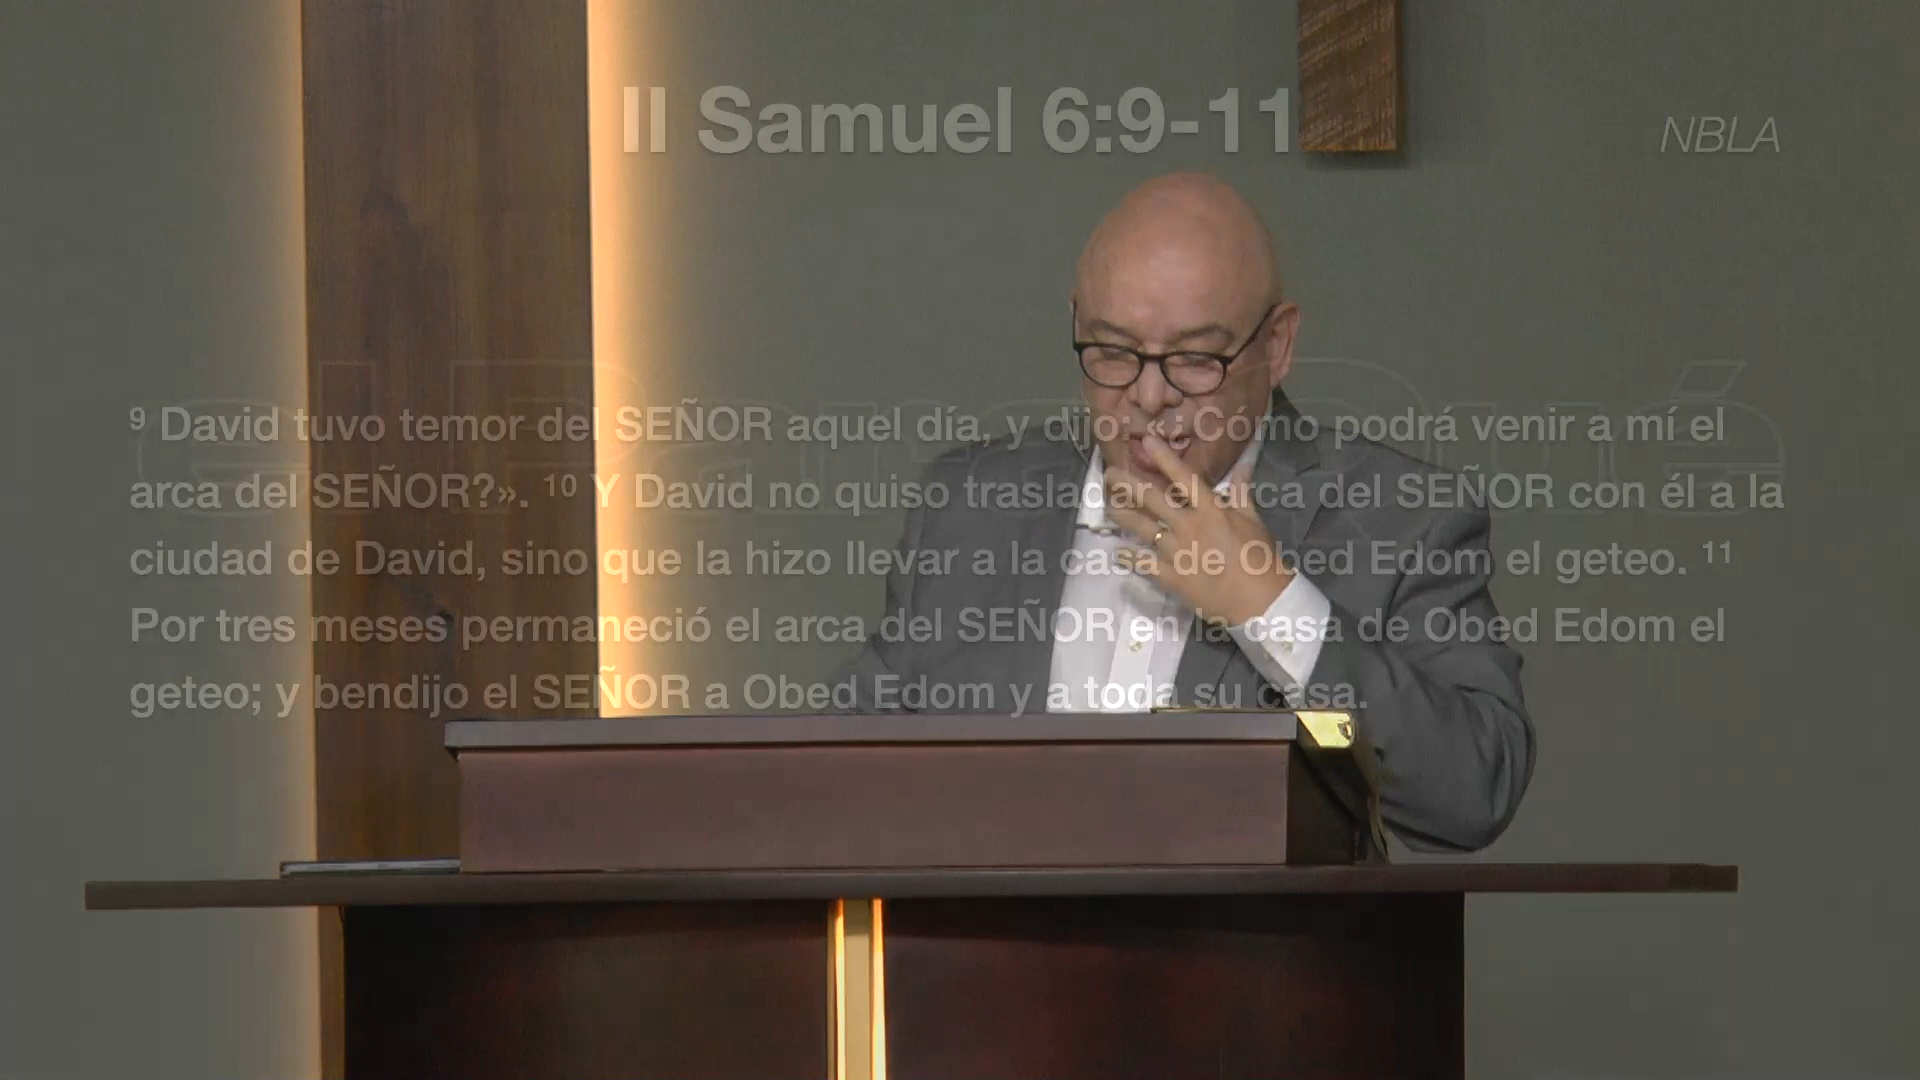 II Samuel 6:9-11
NBLA
el Para Qué
⁹ David tuvo temor del SEÑOR aquel día, y dijo: «¿Cómo podrá venir a mí el
arca del SEÑOR?». ¹⁰ Y David no quiso trasladar el arca del SEÑOR con él a la
ciudad de David, sino que la hizo llevar a la casa de Obed Edom el geteo. ¹¹
Por tres meses permaneció el arca del SEÑOR en la casa de Obed Edom el
geteo; y bendijo el SEÑOR a Obed Edom y a toda su casa.